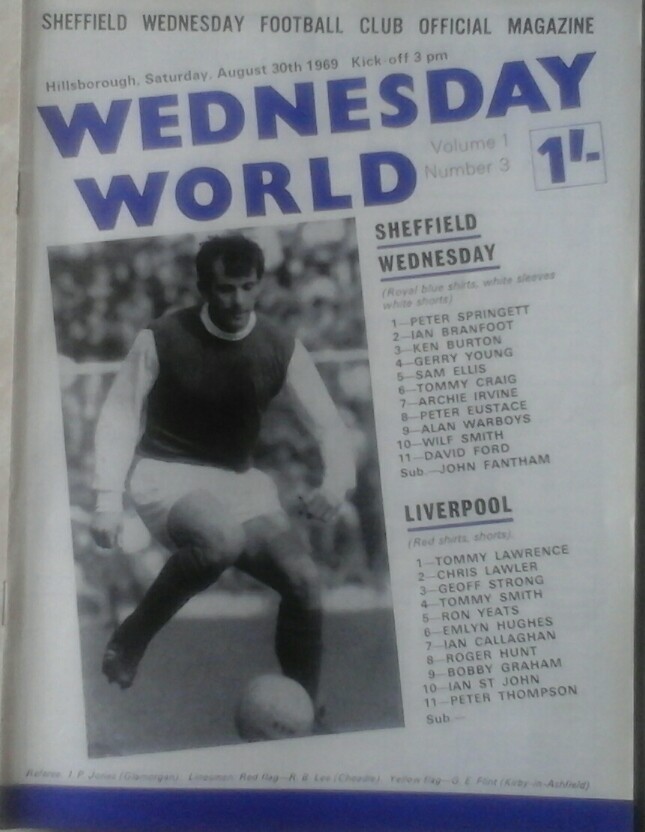 SHEFFIELD WEDNESDAY FOOTBALL CLUB OFFICIAL MAGAZINE
Hillsborough, Saturday, August 30th 1969 Kick-off 3 pm
WEDNESDAY
WORLD
Volume 1
Number 3
1'-
SHEFFIELD
WEDNESDAY
(Royal blue shirts, white sleeves
white shorts)
1—PETER SPRINGETT
2—IAN BRANFOOT
3—KEN BURTON
4—GERRY YOUNG
5—SAM ELLIS
6—TOMMY CRAIG
7—ARCHIE IRVINE
8—PETER EUSTACE
9—ALAN WARBOYS
10—WILF SMITH
11—DAVID FORD
Sub.—JOHN FANTHAM
LIVERPOOL
(Red shirts, shorts).
1—TOMMY LAWRENCE
2—CHRIS LAWLER
3—GEOFF STRONG
4—TOMMY SMITH
5—RON YEATS
6—EMLYN HUGHES
7—IAN CALLAGHAN
8—ROGER HUNT
9—BOBBY GRAHAM
10—IAN ST JOHN
11—PETER THOMPSON
Sub.—
Referee: I. P. Jones (Glamorgan). Linesmen: Red flag—R. B. Lee (Cheadle). Yellow flag—G. E. Flint (Kirby-in-Ashfield)